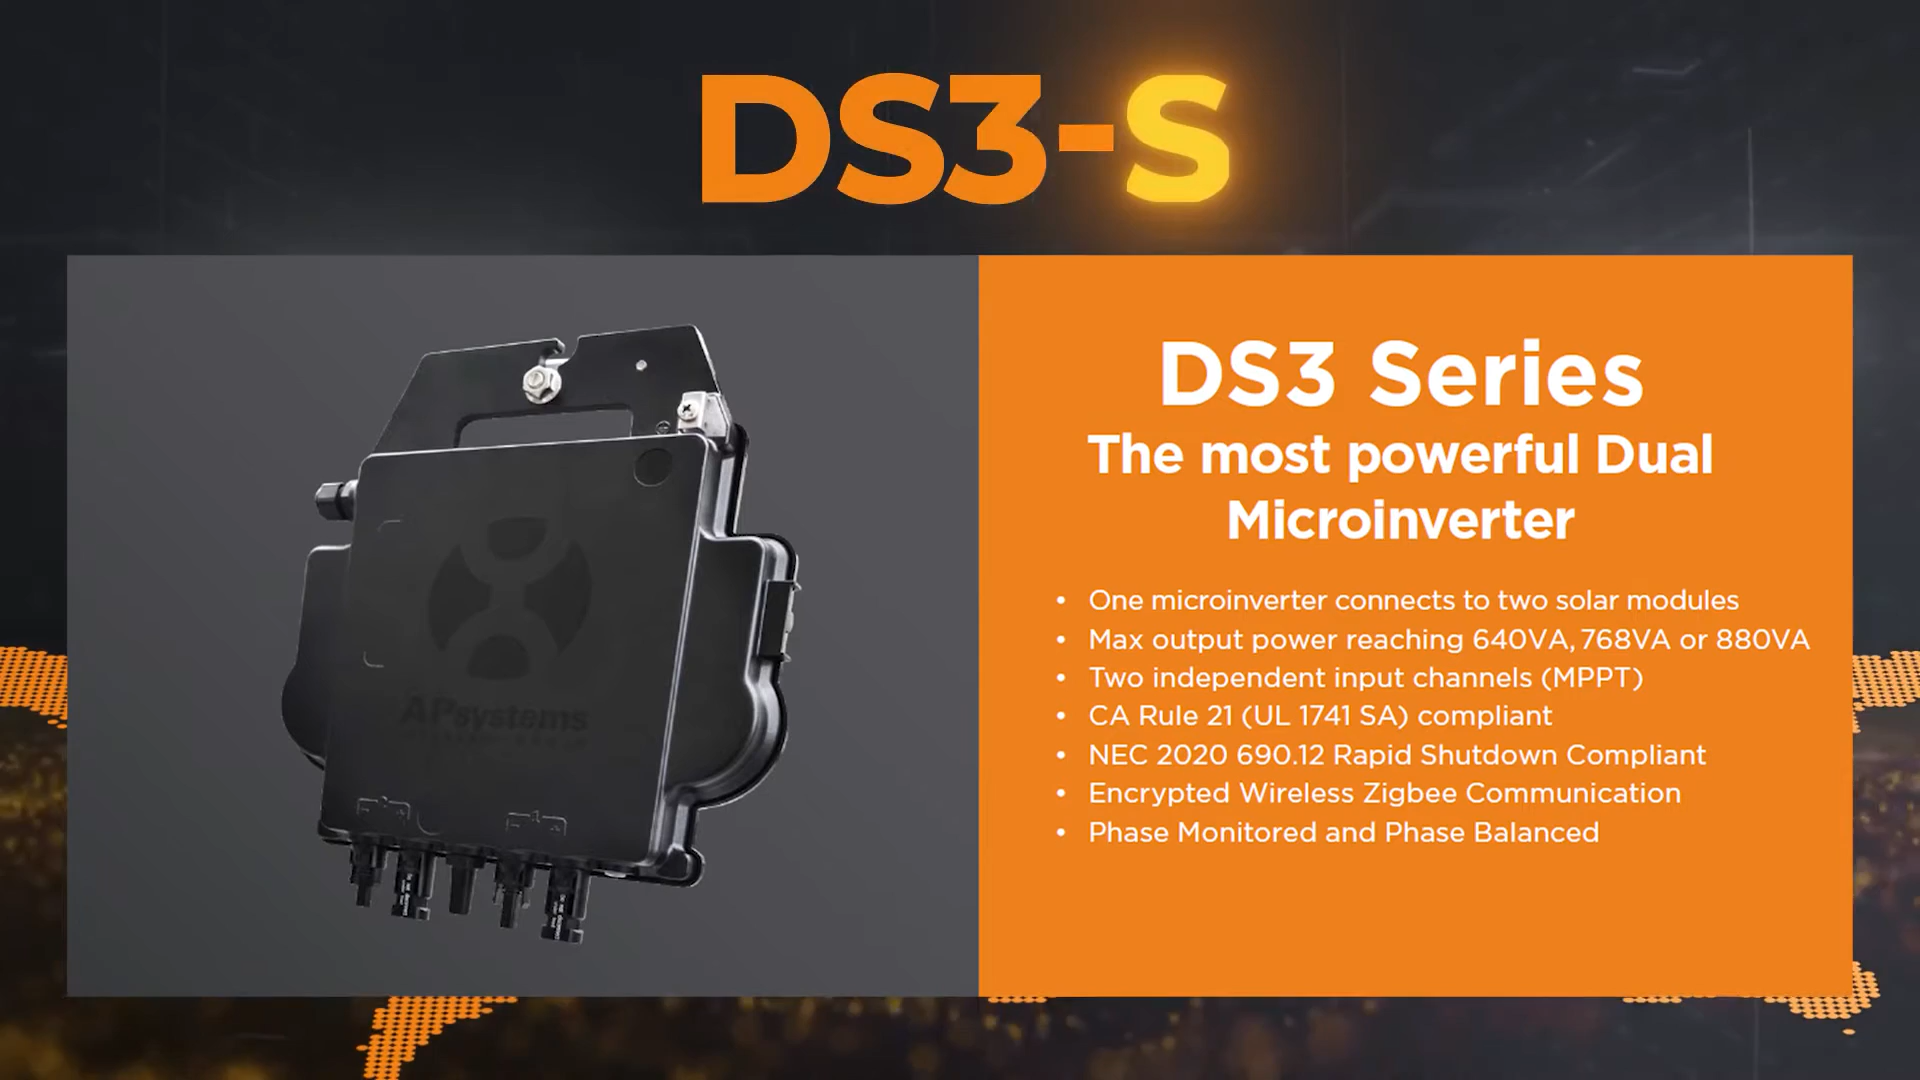 DS3-S
DS3 Series
The most powerful Dual
Microinverter
• One microinverter connects to two solar modules
• Max output power reaching 640VA, 768VA or 880VA
• Two independent input channels (MPPT)
• CA Rule 21 (UL 1741 SA) compliant
• NEC 2020 690.12 Rapid Shutdown Compliant
• Encrypted Wireless Zigbee Communication
• Phase Monitored and Phase Balanced
APsystems